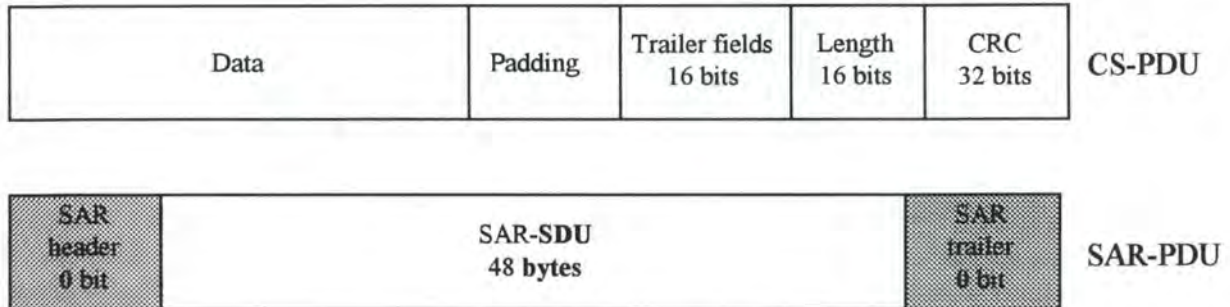 Data
Padding
Trailer fields
16 bits
Length
16 bits
CRC
32 bits
CS-PDU
SAR
header
0 bit
SAR-SDU
48 bytes
SAR
trailer
0 bit
SAR-PDU